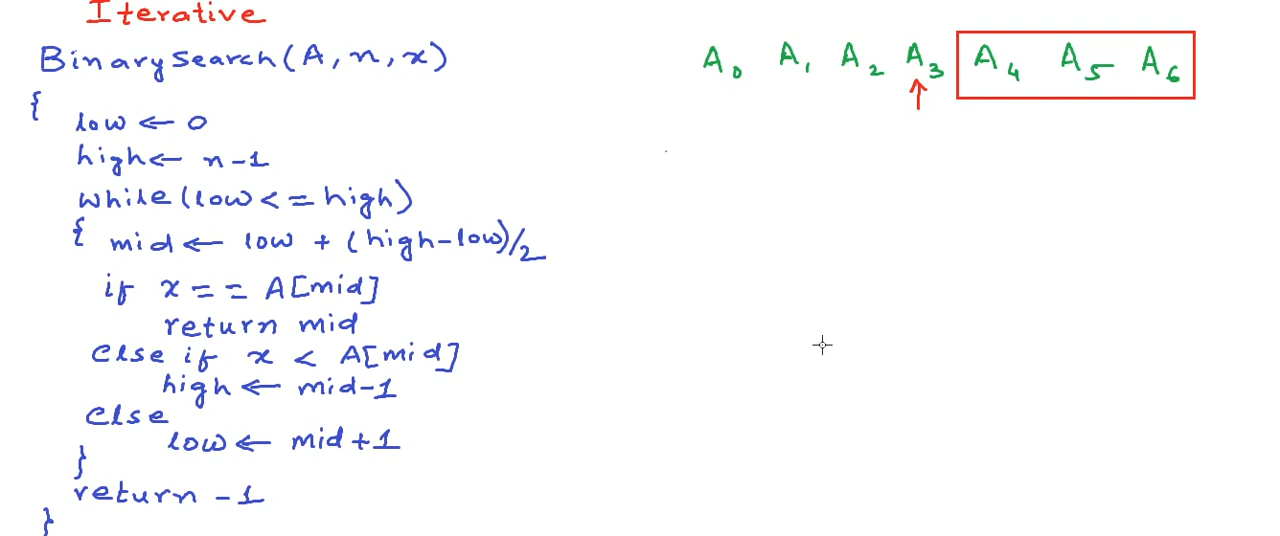 Iterative
BinarySearch(A, n, x)
{
low ← 0
high ← n-1
while(low <= high)
{ mid ← low + (high-low)/2
if x == A[mid]
return mid
else if x < A[mid]
high ← mid-1
else
low ← mid+1
}
return -1
}
A₀ A₁ A₂ A₃ A₄ A₅ A₆